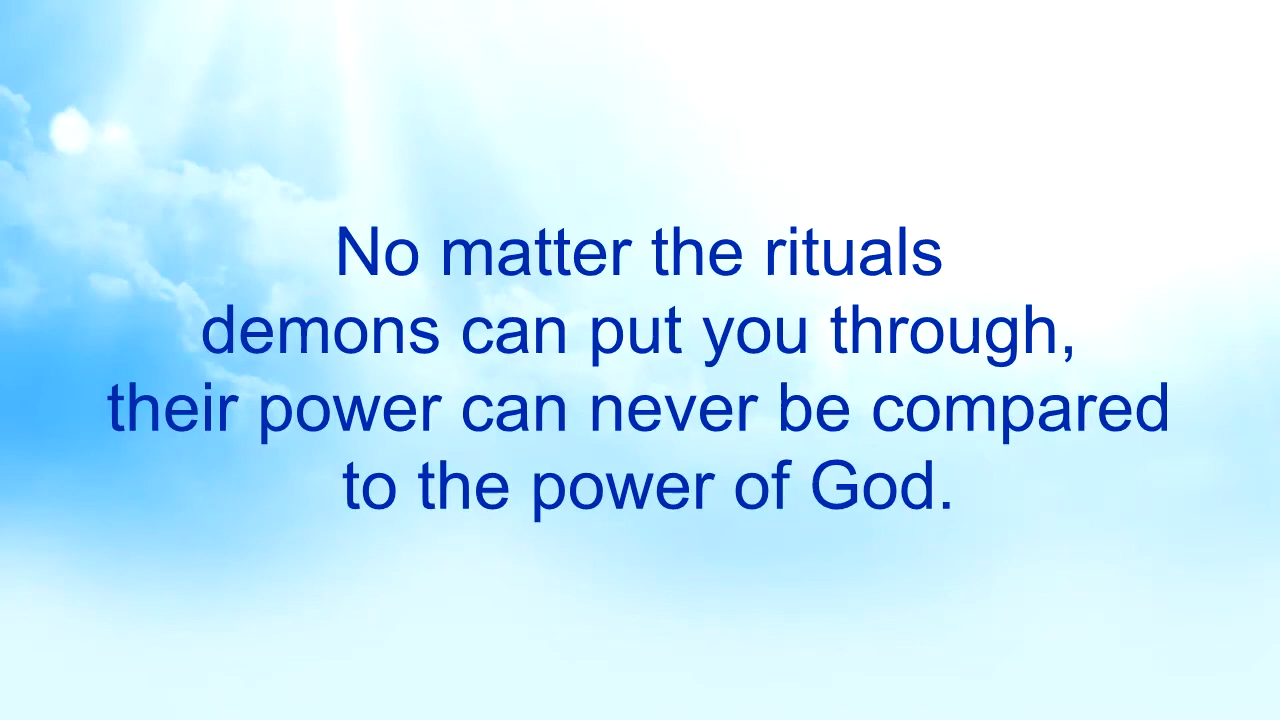 No matter the rituals
demons can put you through,
their power can never be compared
to the power of God.